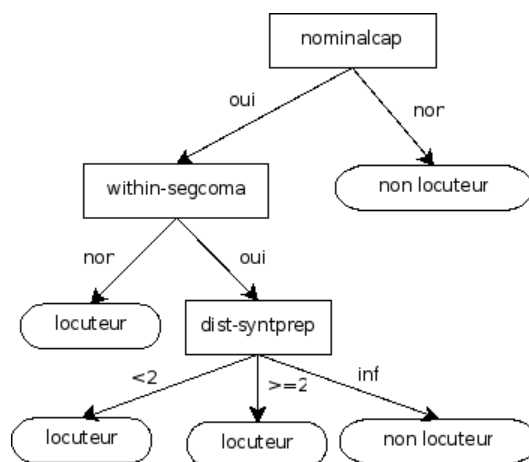 nominalcap
oui
nor
within-segcoma
non locuteur
nor
oui
locuteur
dist-syntprep
<2
>=2
inf
locuteur
locuteur
non locuteur